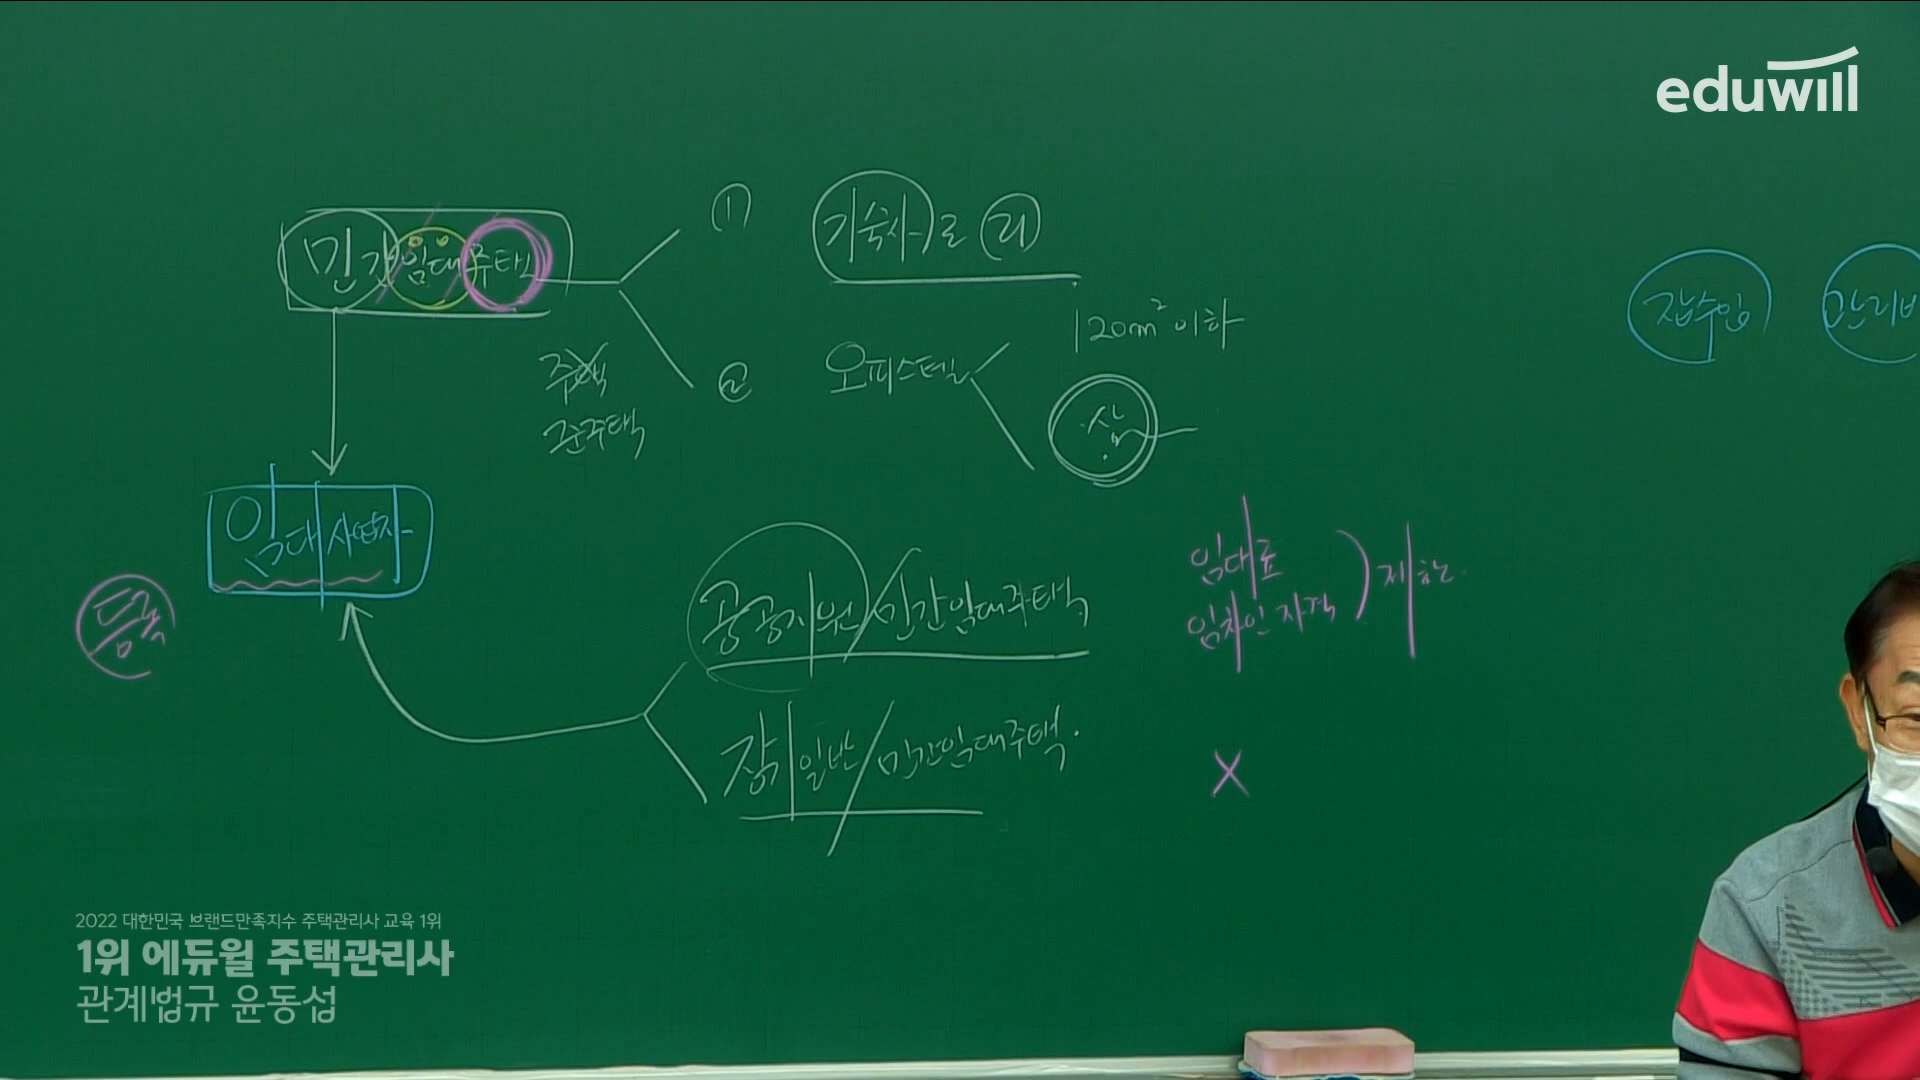 eduwill
① 기숙사로 리
민간임대주택
120m² 이하
잡수입
관리비
주택
준주택
② 오피스텔
삼
임대사업자
등록
공공지원/민간임대주택
임대료
임차인 자격
제한
장기일반/민간임대주택.
X
2022 대한민국 브랜드만족지수 주택관리사 교육 1위
1위 에듀윌 주택관리사
관계법규 윤동섭